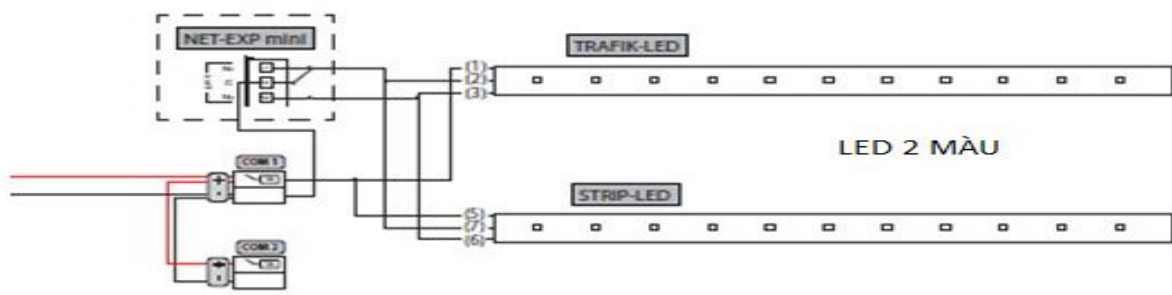 NET-EXP mini
TRAFIK-LED
(1)
(2)
(3)
LED 2 MÀU
COM 1
+
-
STRIP-LED
(5)
(7)
(6)
COM 2
+
-